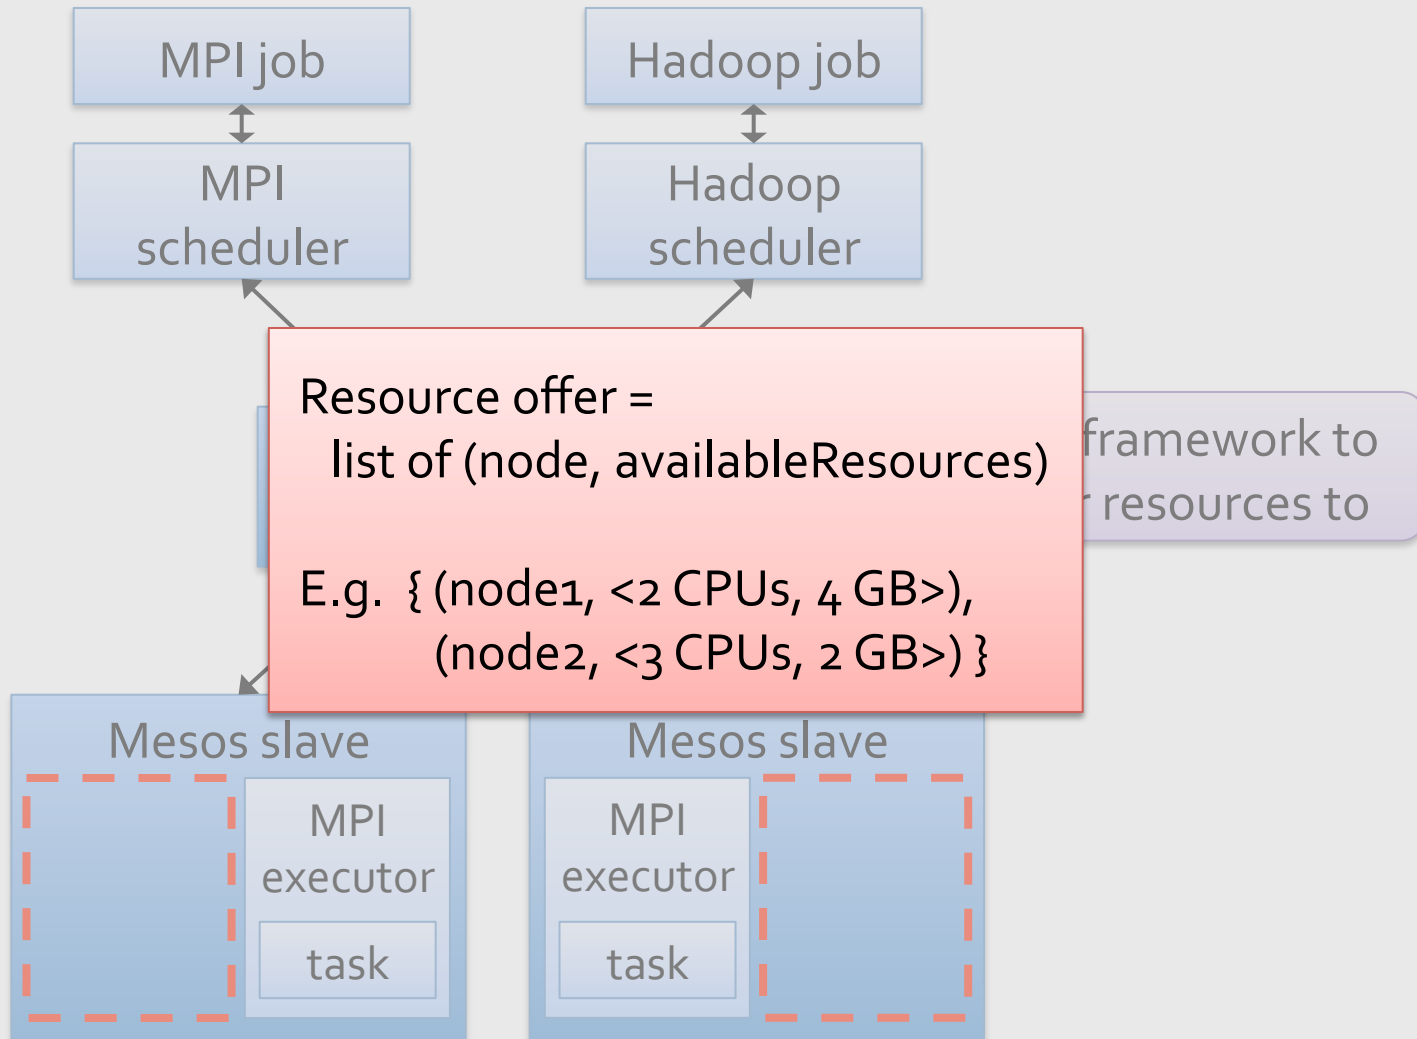 MPI job
Hadoop job
MPI
scheduler
Hadoop
scheduler
Resource offer =
list of (node, availableResources)
E.g. { (node1, <2 CPUs, 4 GB>),
(node2, <3 CPUs, 2 GB>) }
framework to
resources to
Mesos slave
MPI
executor
task
Mesos slave
MPI
executor
task